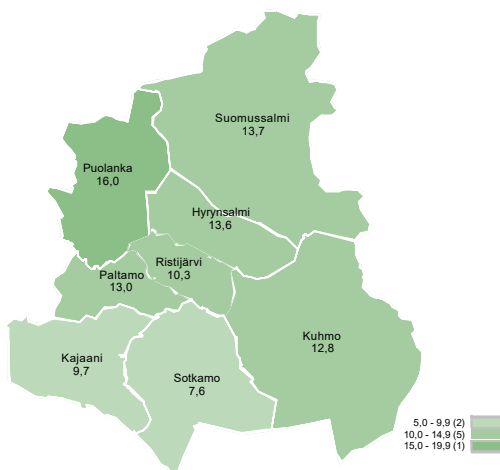 Suomussalmi
13,7
Puolanka
16,0
Hyrynsalmi
13,6
Ristijärvi
10,3
Paltamo
13,0
Kuhmo
12,8
Kajaani
9,7
Sotkamo
7,6
5,0 - 9,9 (2)
10,0 - 14,9 (5)
15,0 - 19,9 (1)